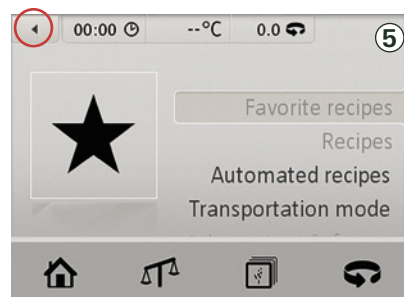 00:00 --°C 0.0 5
Favorite recipes
Recipes
Automated recipes
Transportation mode